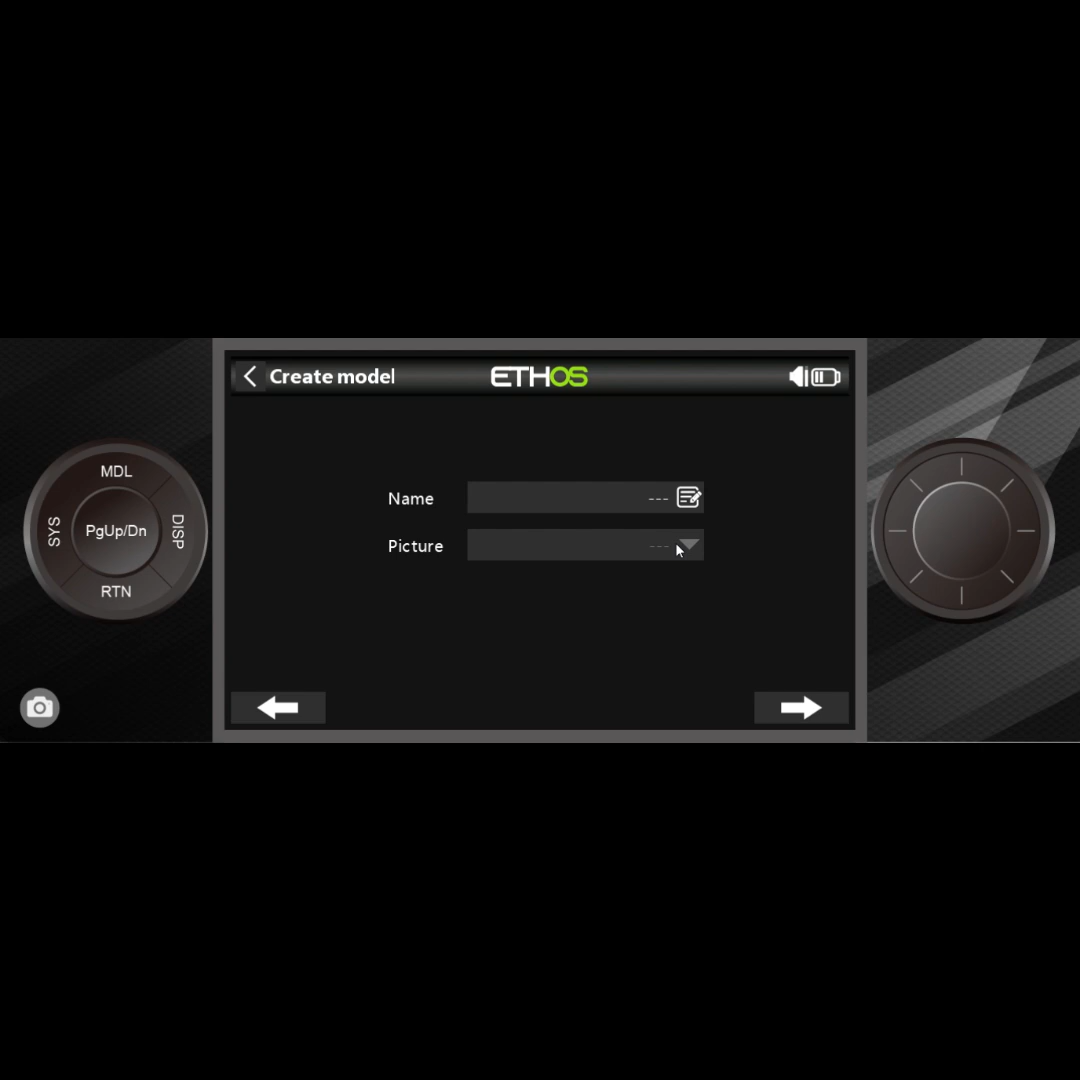 Create model
ETHOS
MDL
SYS
PgUp/Dn
DISP
RTN
Name
---
Picture
---